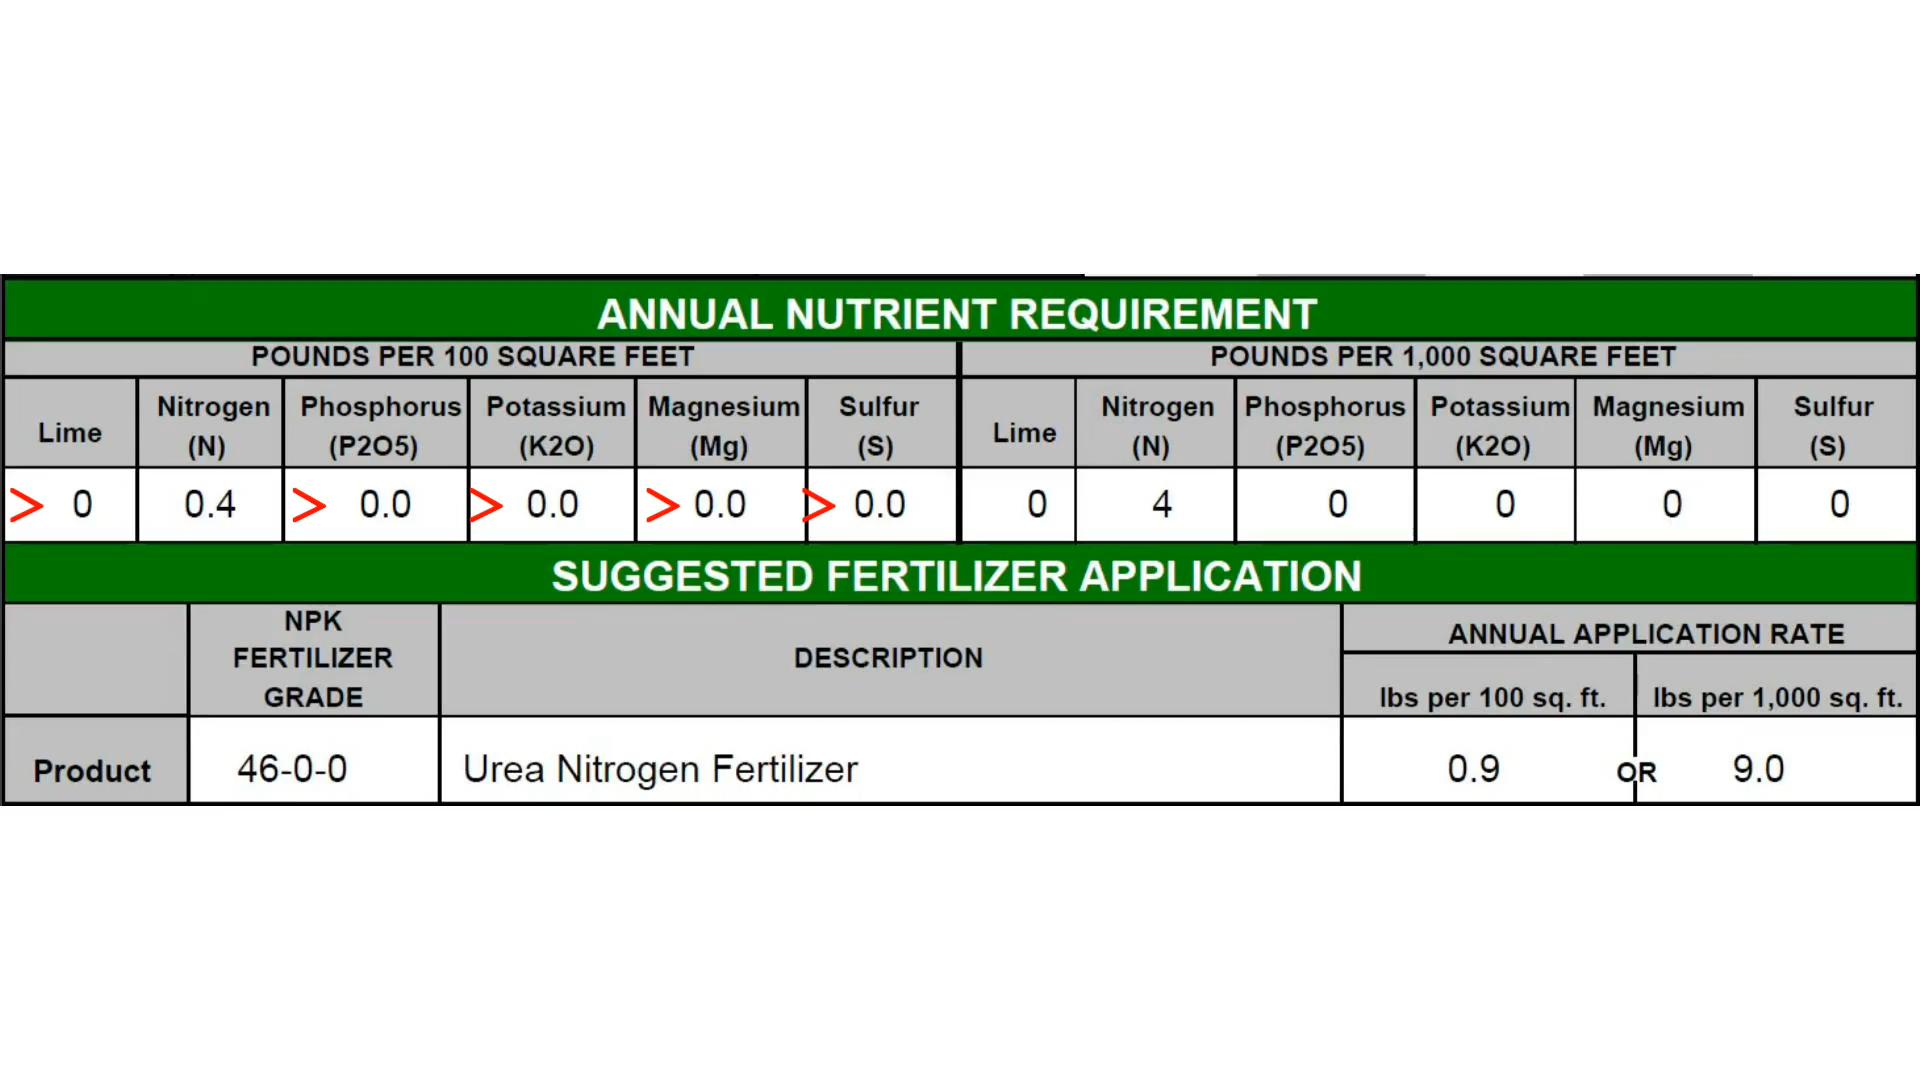 ANNUAL NUTRIENT REQUIREMENT
POUNDS PER 100 SQUARE FEET POUNDS PER 1,000 SQUARE FEET
Lime Nitrogen (N) Phosphorus (P2O5) Potassium (K2O) Magnesium (Mg) Sulfur (S) Lime Nitrogen (N) Phosphorus (P2O5) Potassium (K2O) Magnesium (Mg) Sulfur (S)
> 0 0.4 > 0.0 > 0.0 > 0.0 > 0.0 0 4 0 0 0 0
SUGGESTED FERTILIZER APPLICATION
NPK
FERTILIZER
GRADE
DESCRIPTION
ANNUAL APPLICATION RATE
lbs per 100 sq. ft. lbs per 1,000 sq. ft.
Product 46-0-0 Urea Nitrogen Fertilizer 0.9 OR 9.0